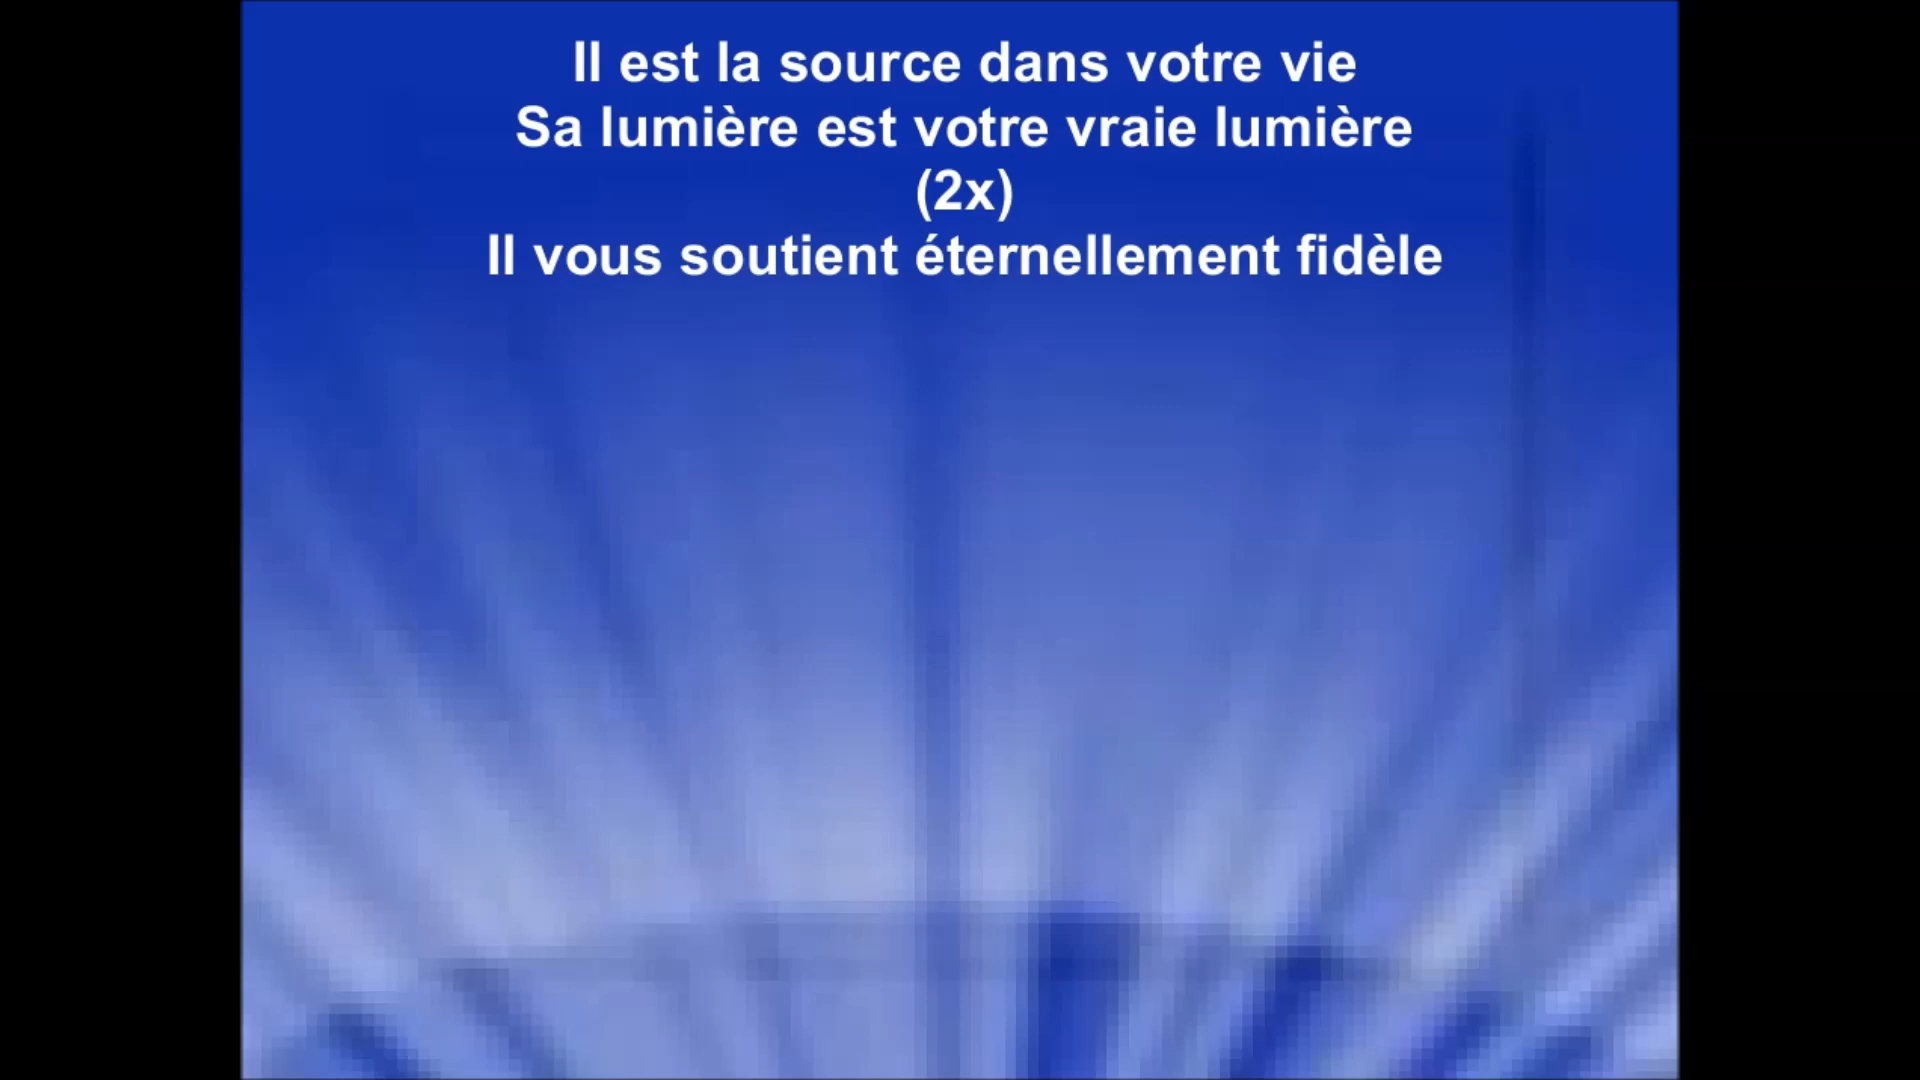 Il est la source dans votre vie
Sa lumière est votre vraie lumière
(2x)
Il vous soutient éternellement fidèle